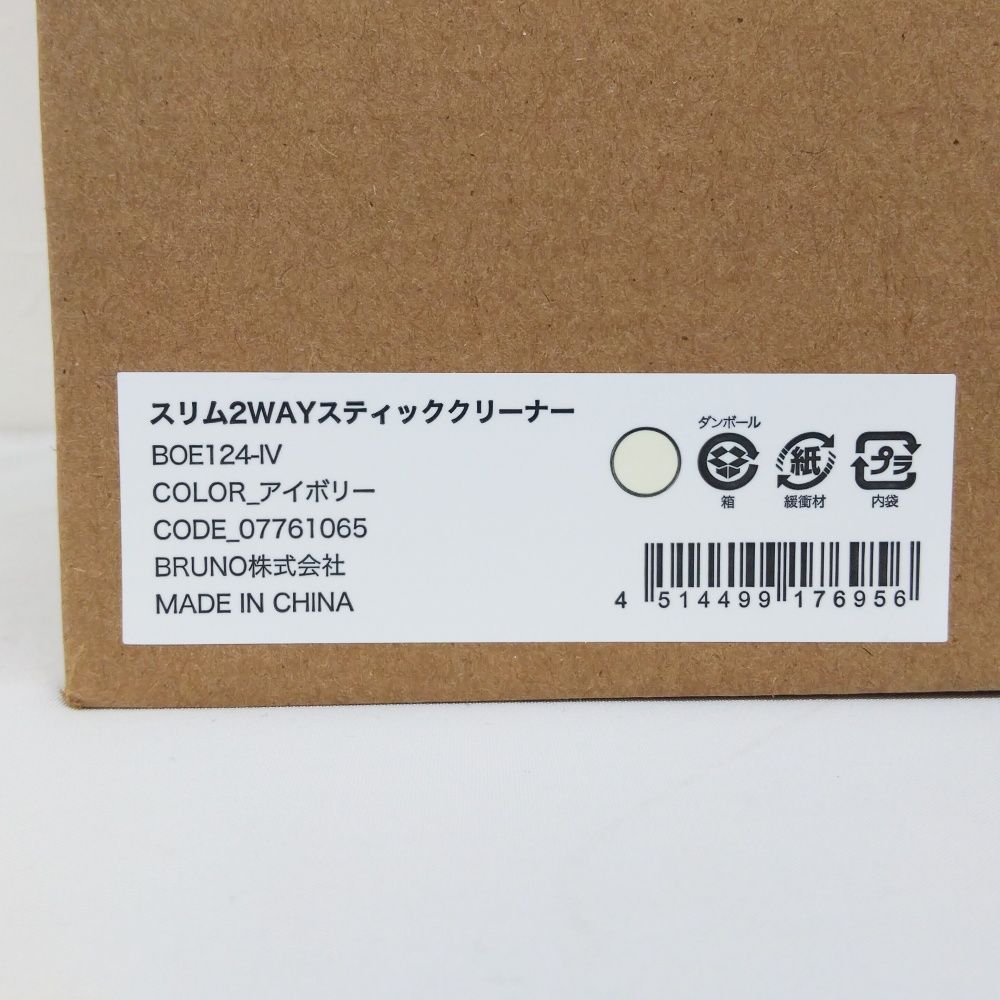 スリム2WAYスティッククリーナー
BOE124-IV
COLOR_アイボリー
CODE_07761065
BRUNO株式会社
MADE IN CHINA
ダンボール
箱
紙
緩衝材
プラ
内袋
4 514499 176956